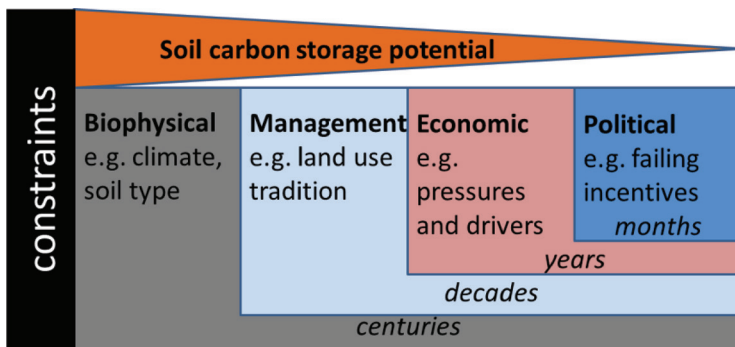 Soil carbon storage potential
constraints
Biophysical
e.g. climate,
soil type
Management
e.g. land use
tradition
Economic
e.g.
pressures
and drivers
Political
e.g. failing
incentives
months
years
decades
centuries